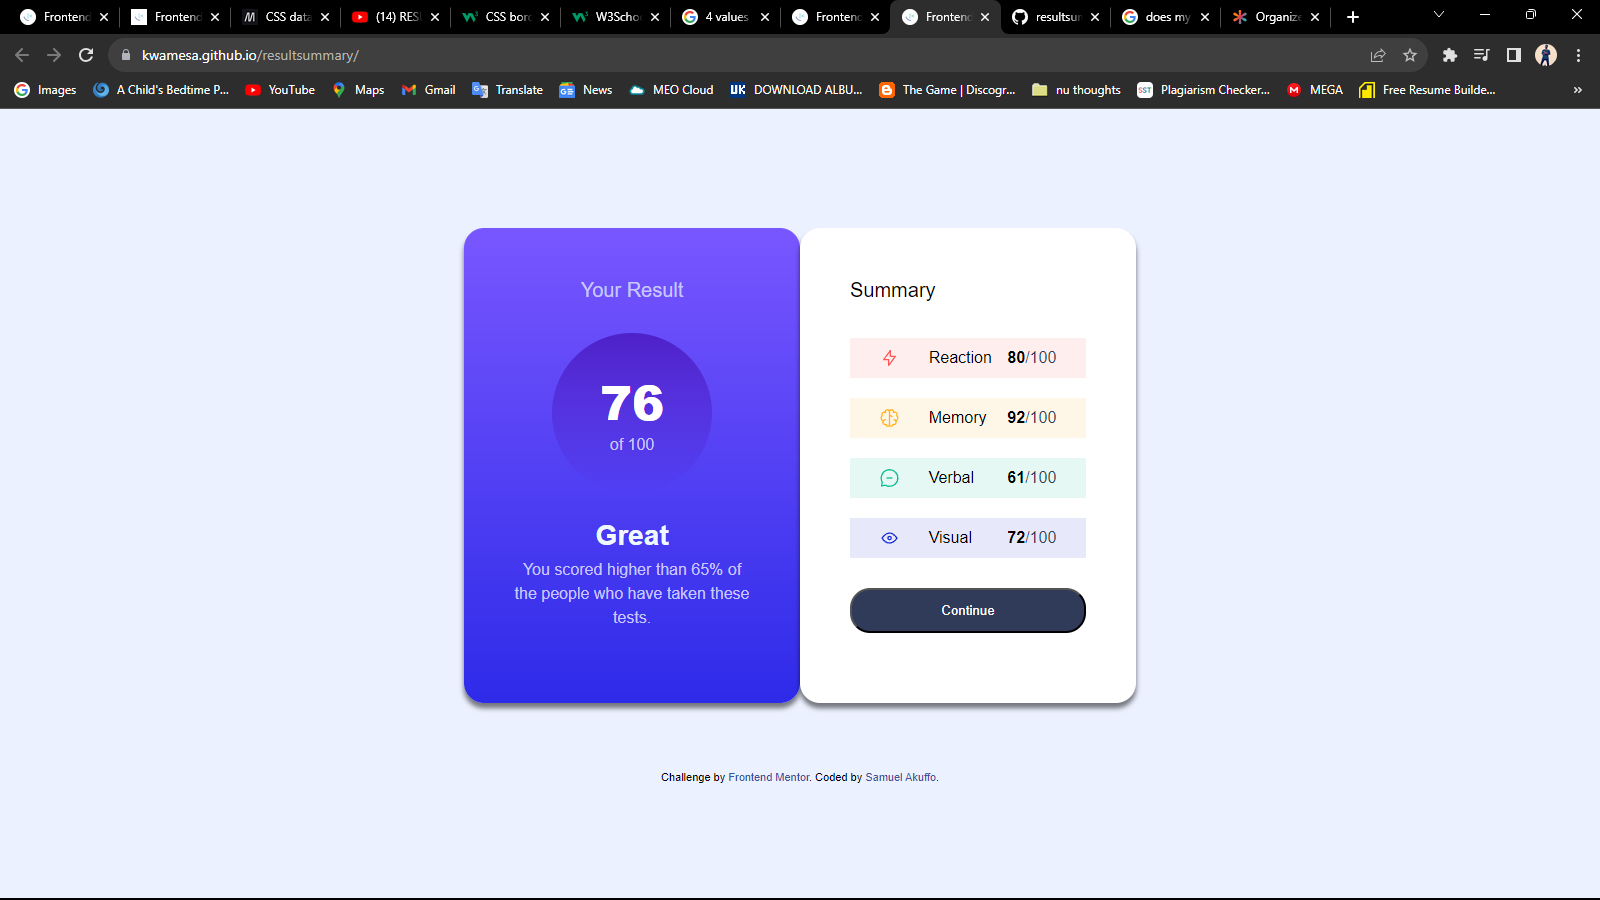 Frontend
Frontend
CSS data
(14) RES
CSS bor
W3Scho
4 values
Frontend
Frontend
resultsur
does my
Organize
kwamesa.github.io/resultsummary/
Images
A Child's Bedtime P...
YouTube
Maps
Gmail
Translate
News
MEO Cloud
DOWNLOAD ALBU...
The Game | Discogr...
nu thoughts
Plagiarism Checker...
MEGA
Free Resume Builde...
Your Result
76
of 100
Great
You scored higher than 65% of
the people who have taken these
tests.
Summary
Reaction 80/100
Memory 92/100
Verbal 61/100
Visual 72/100
Continue
Challenge by Frontend Mentor. Coded by Samuel Akuffo.